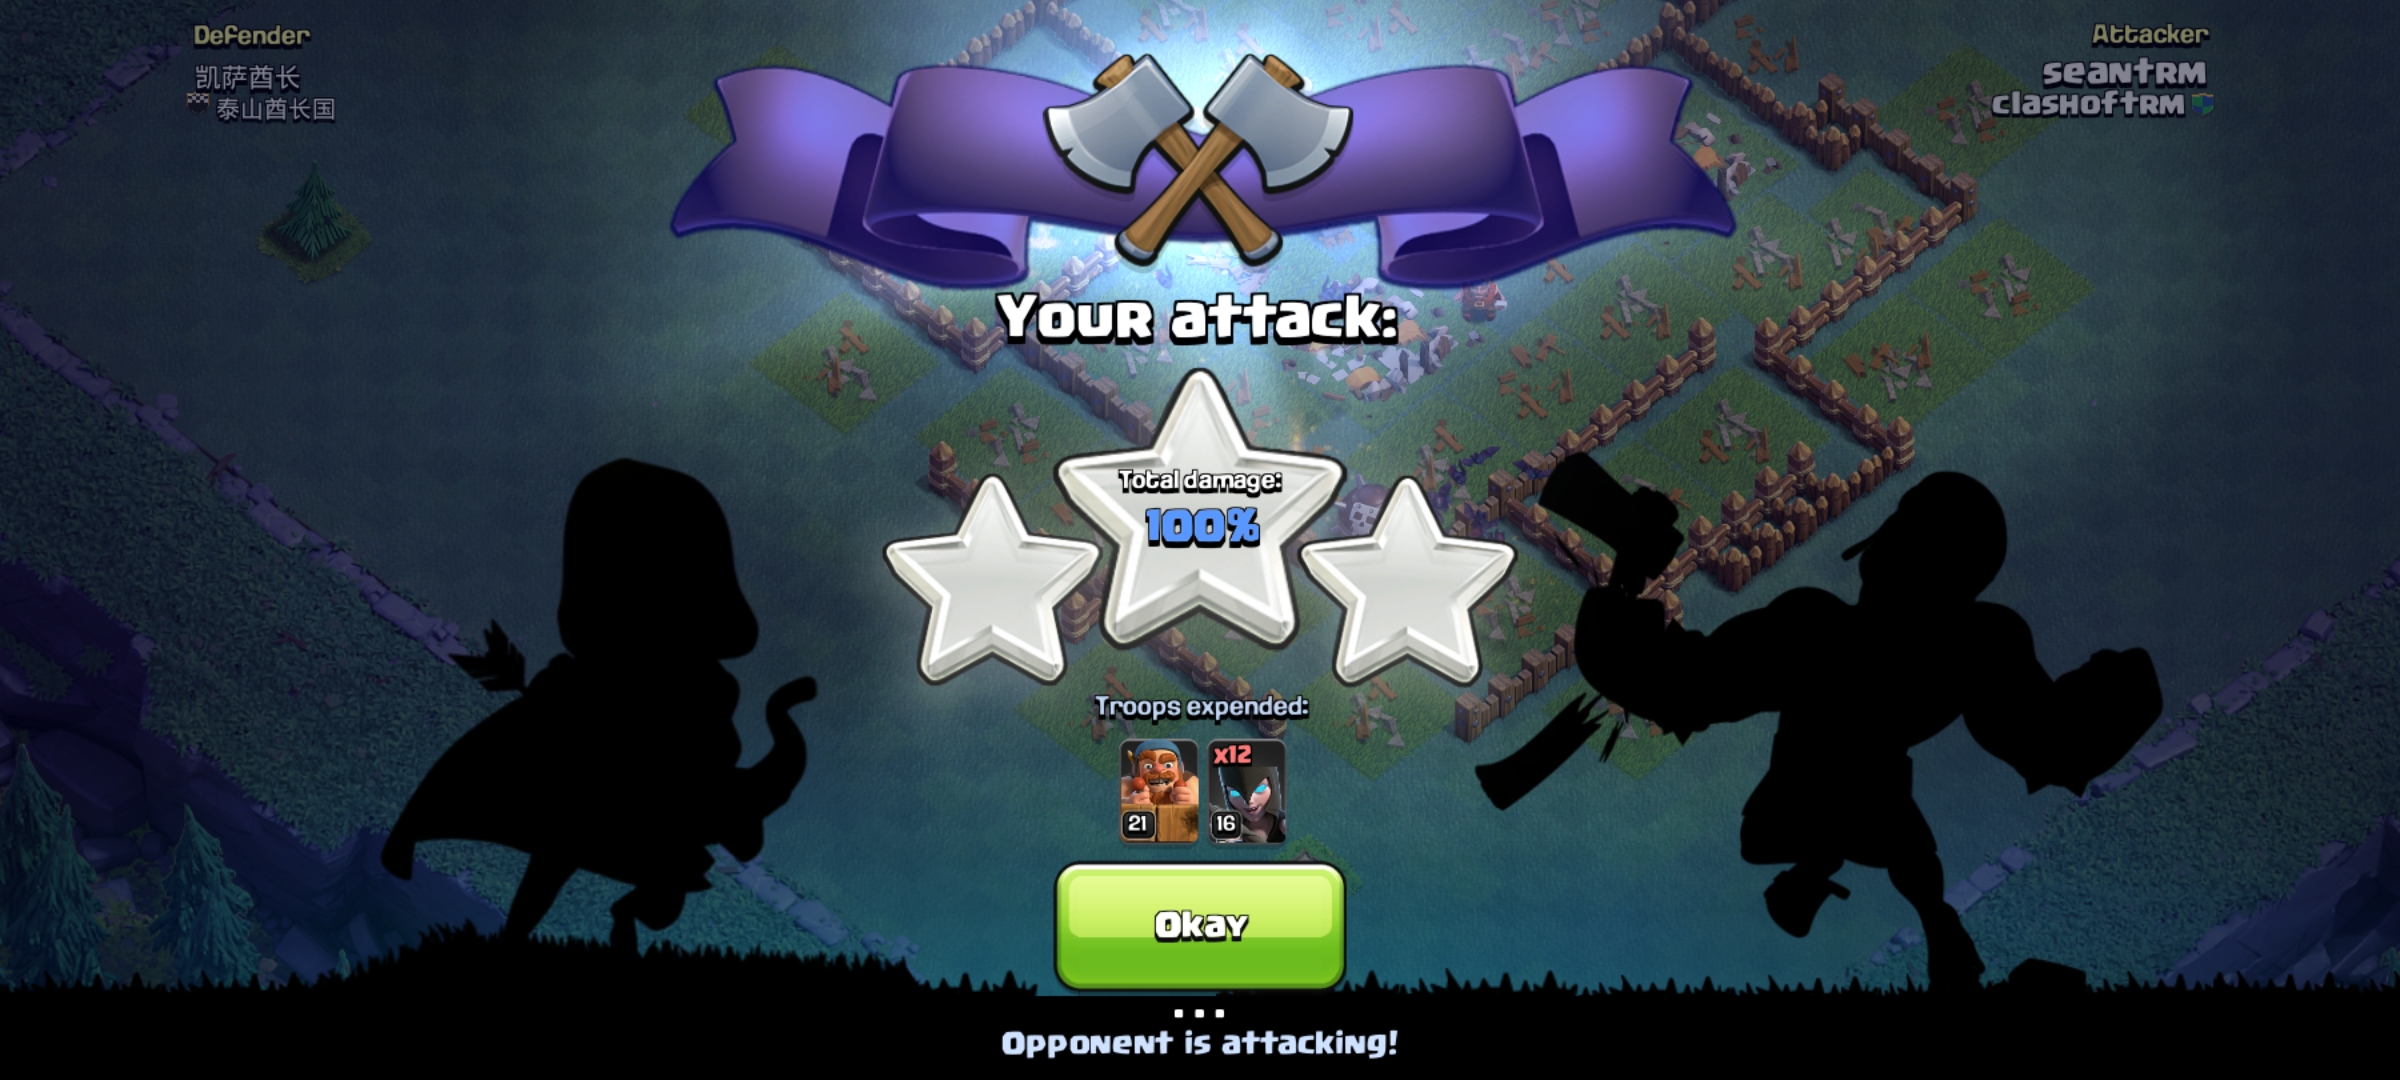 Defender
凯萨酋长
泰山酋长国
Attacker
seantRM
clashoftRM
Your attack:
Total damage:
100%
Troops expended:
x12
21
16
Okay
...
Opponent is attacking!